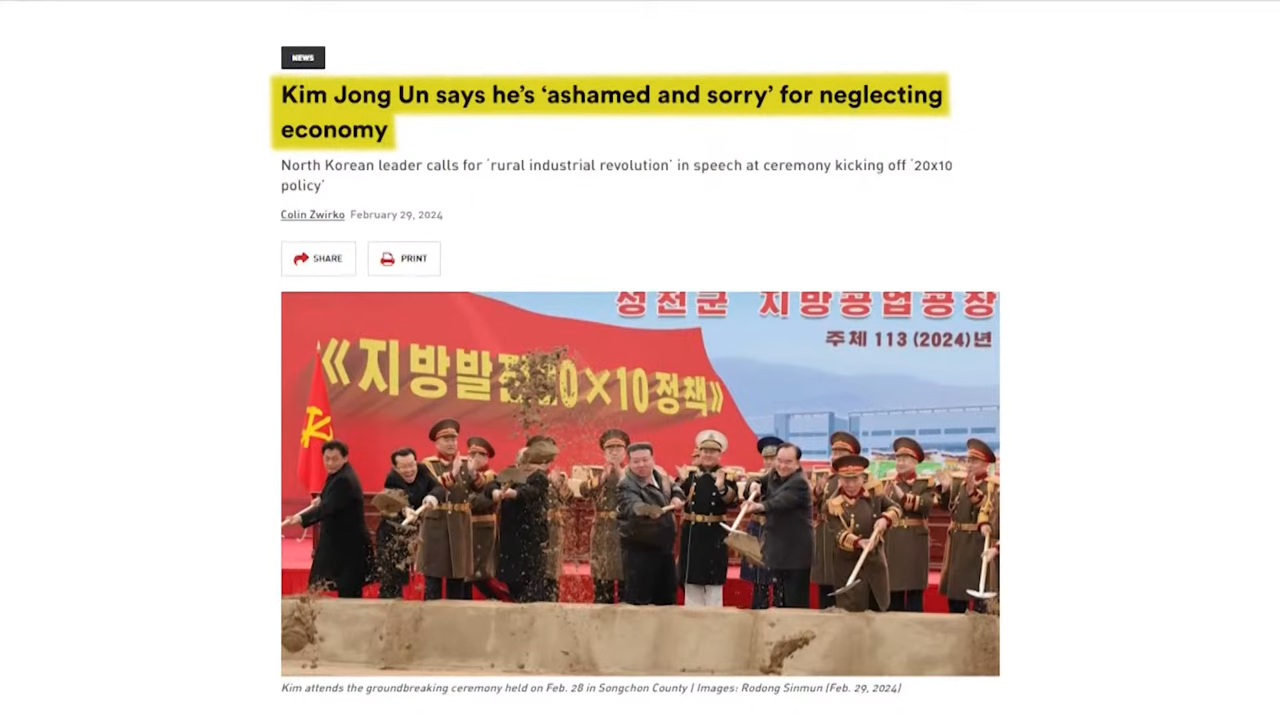 NEWS
Kim Jong Un says he's 'ashamed and sorry' for neglecting
economy
North Korean leader calls for 'rural industrial revolution' in speech at ceremony kicking off '20x10
policy'
Colin Zwirko February 29, 2024
SHARE PRINT
성천군 지방공업공장
주체 113 (2024)년
《지방발전 20×10 정책》
Kim attends the groundbreaking ceremony held on Feb. 28 in Songchon County | Images: Rodong Sinmun (Feb. 29, 2024)